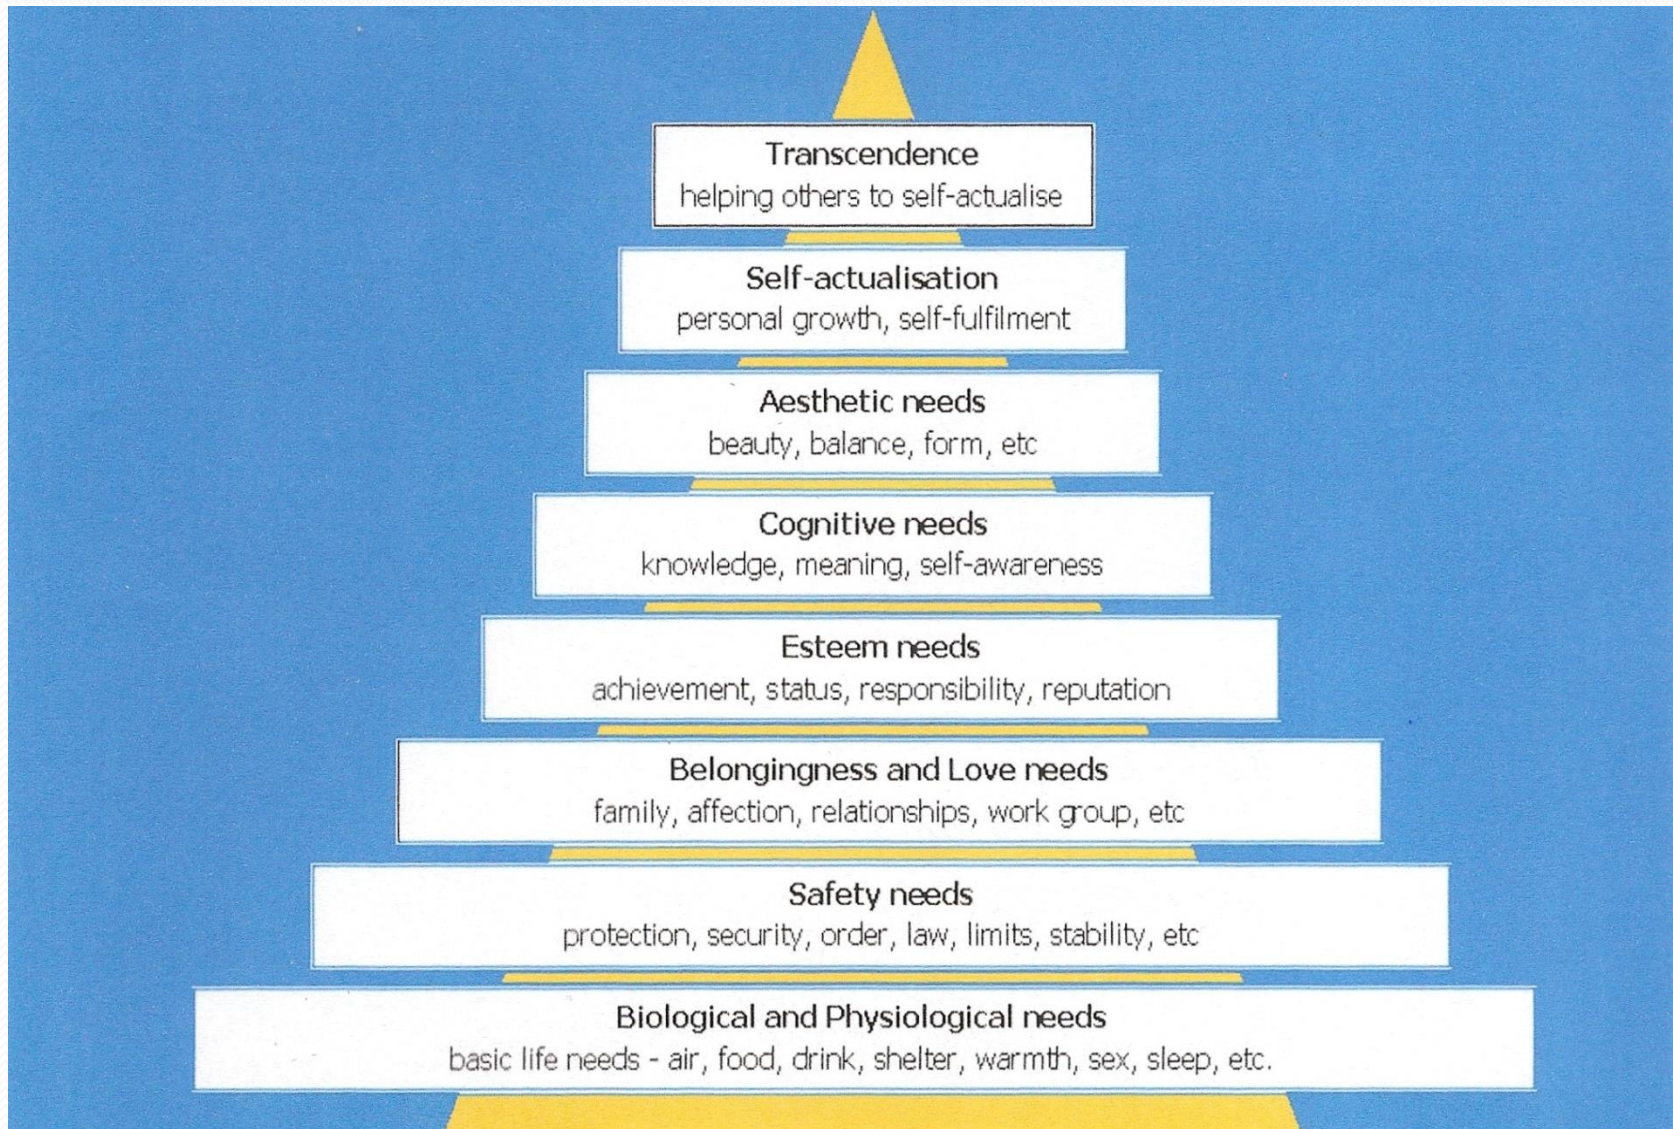 Transcendence
helping others to self-actualise
Self-actualisation
personal growth, self-fulfilment
Aesthetic needs
beauty, balance, form, etc
Cognitive needs
knowledge, meaning, self-awareness
Esteem needs
achievement, status, responsibility, reputation
Belongingness and Love needs
family, affection, relationships, work group, etc
Safety needs
protection, security, order, law, limits, stability, etc
Biological and Physiological needs
basic life needs - air, food, drink, shelter, warmth, sex, sleep, etc.